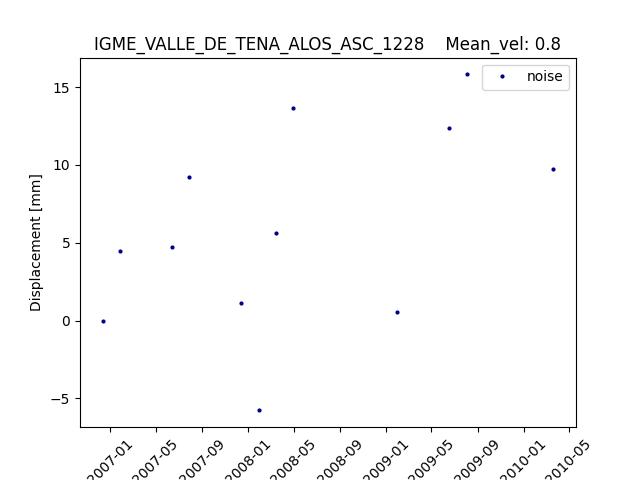 IGME_VALLE_DE_TENA_ALOS_ASC_1228    Mean_vel: 0.8
noise
Displacement [mm]
15
10
5
0
−5
2007-01 2007-05 2007-09 2008-01 2008-05 2008-09 2009-01 2009-05 2009-09 2010-01 2010-05